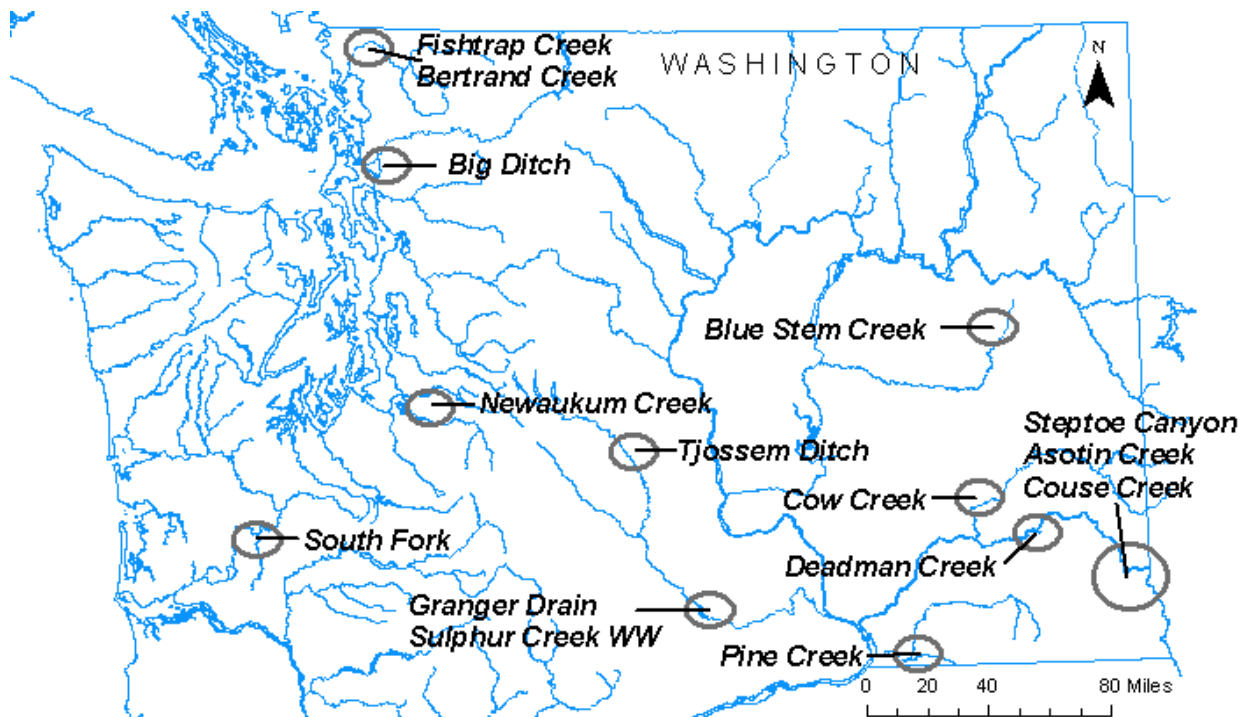 Fishtrap Creek
Bertrand Creek
WASHINGTON
N
Big Ditch
Blue Stem Creek
Newaukum Creek
Steptoe Canyon
Asotin Creek
Couse Creek
Tjossem Ditch
Cow Creek
South Fork
Deadman Creek
Granger Drain
Sulphur Creek WW
Pine Creek
0 20 40 80 Miles